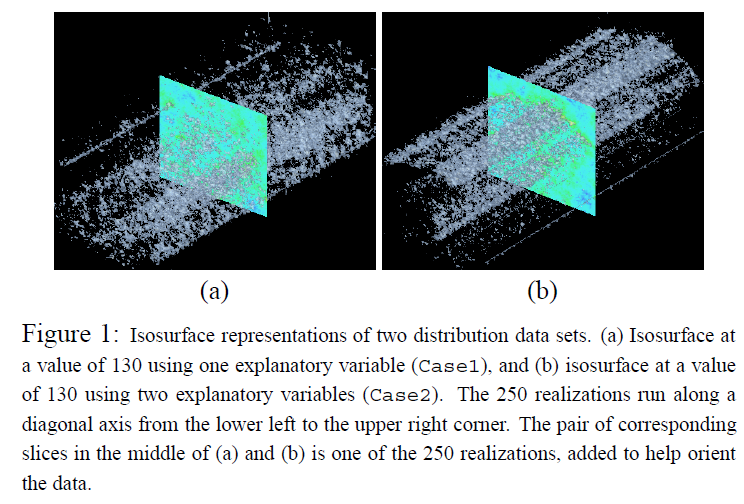 (a)
(b)
Figure 1: Isosurface representations of two distribution data sets. (a) Isosurface at
a value of 130 using one explanatory variable (Case1), and (b) isosurface at a value
of 130 using two explanatory variables (Case2). The 250 realizations run along a
diagonal axis from the lower left to the upper right corner. The pair of corresponding
slices in the middle of (a) and (b) is one of the 250 realizations, added to help orient
the data.